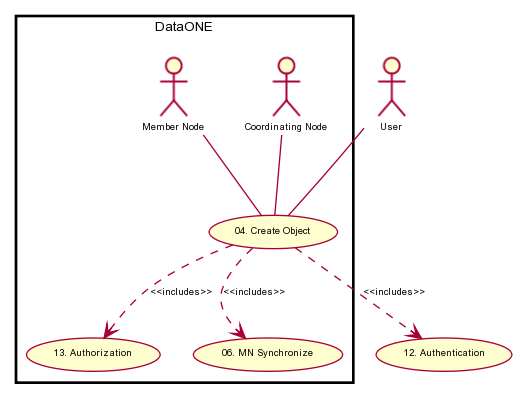 DataONE
Member Node
Coordinating Node
User
04. Create Object
<<includes>>
<<includes>>
<<includes>>
13. Authorization
06. MN Synchronize
12. Authentication